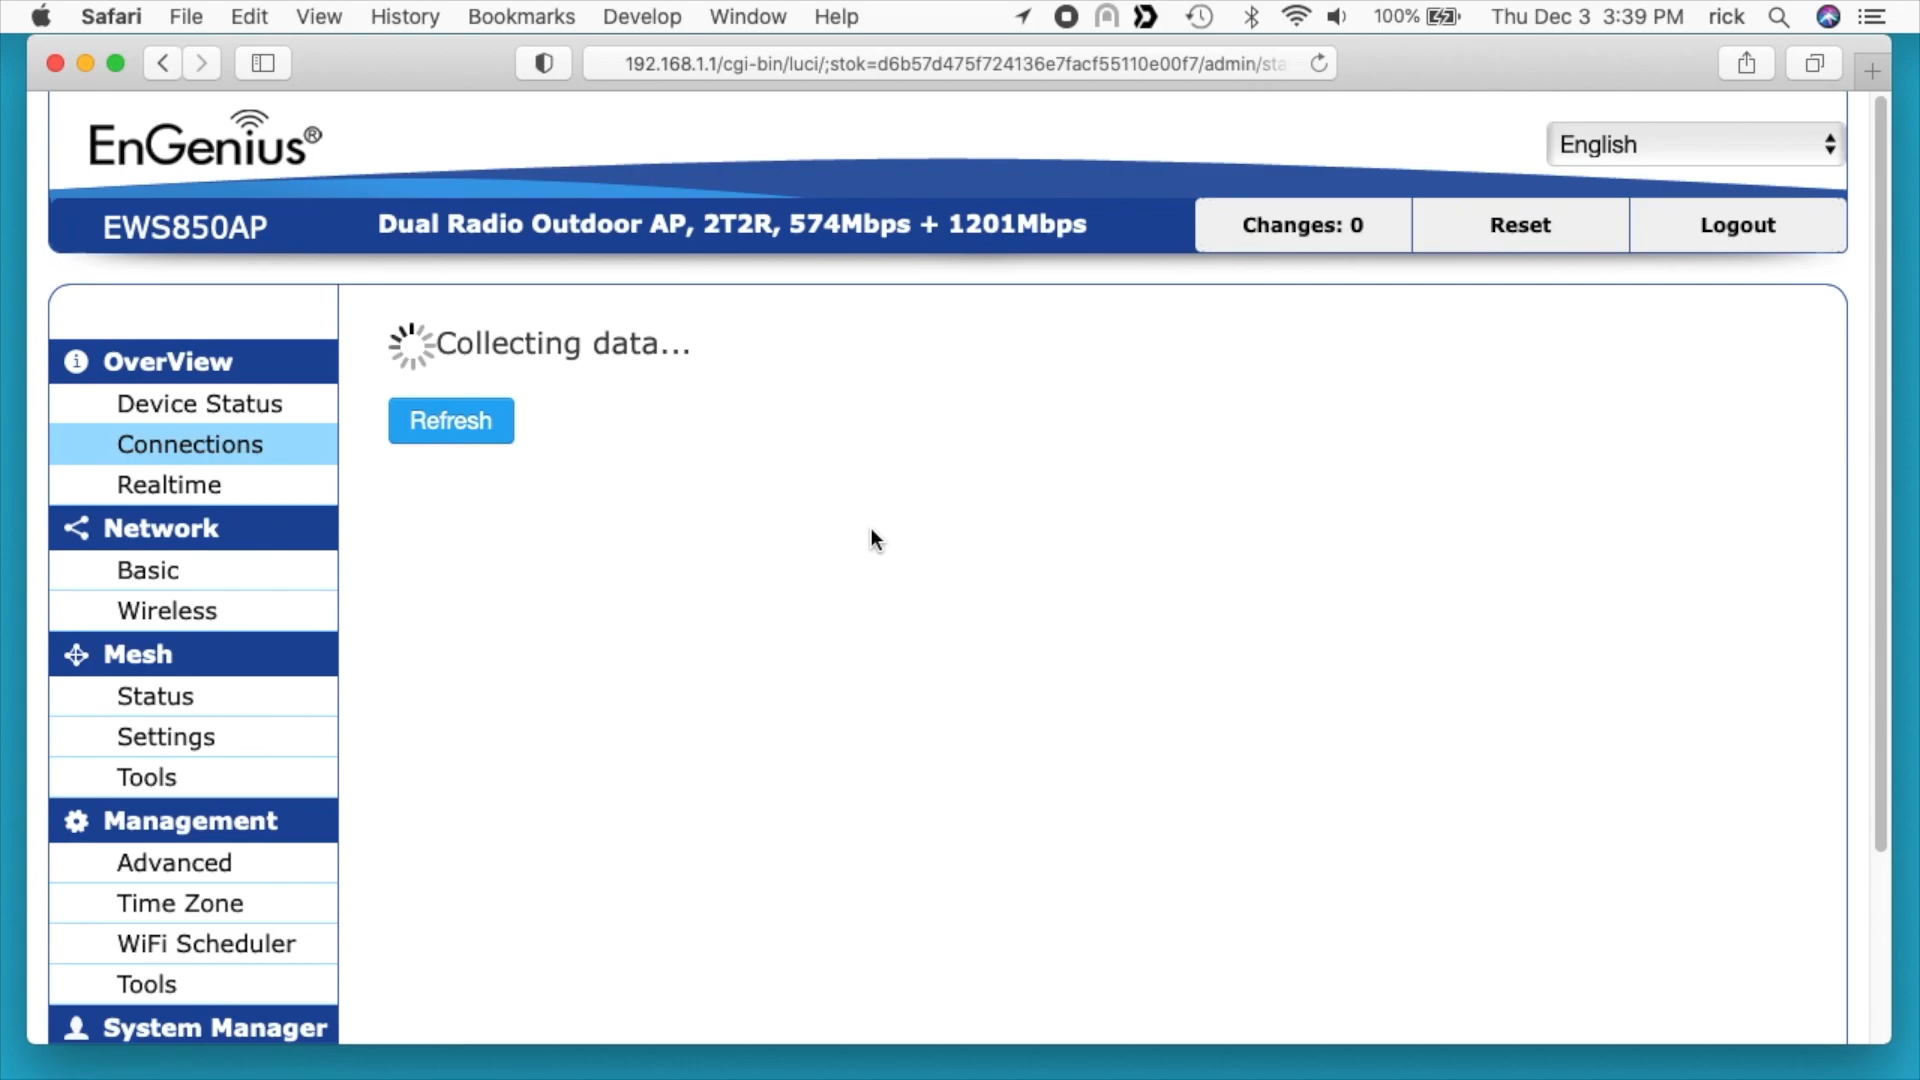 Safari File Edit View History Bookmarks Develop Window Help 100% Thu Dec 3 3:39 PM rick
192.168.1.1/cgi-bin/luci/;stok=d6b57d475f724136e7facf55110e00f7/admin/sta
EnGenius®
English
EWS850AP Dual Radio Outdoor AP, 2T2R, 574Mbps + 1201Mbps Changes: 0 Reset Logout
Collecting data...
Refresh
OverView
Device Status
Connections
Realtime
Network
Basic
Wireless
Mesh
Status
Settings
Tools
Management
Advanced
Time Zone
WiFi Scheduler
Tools
System Manager